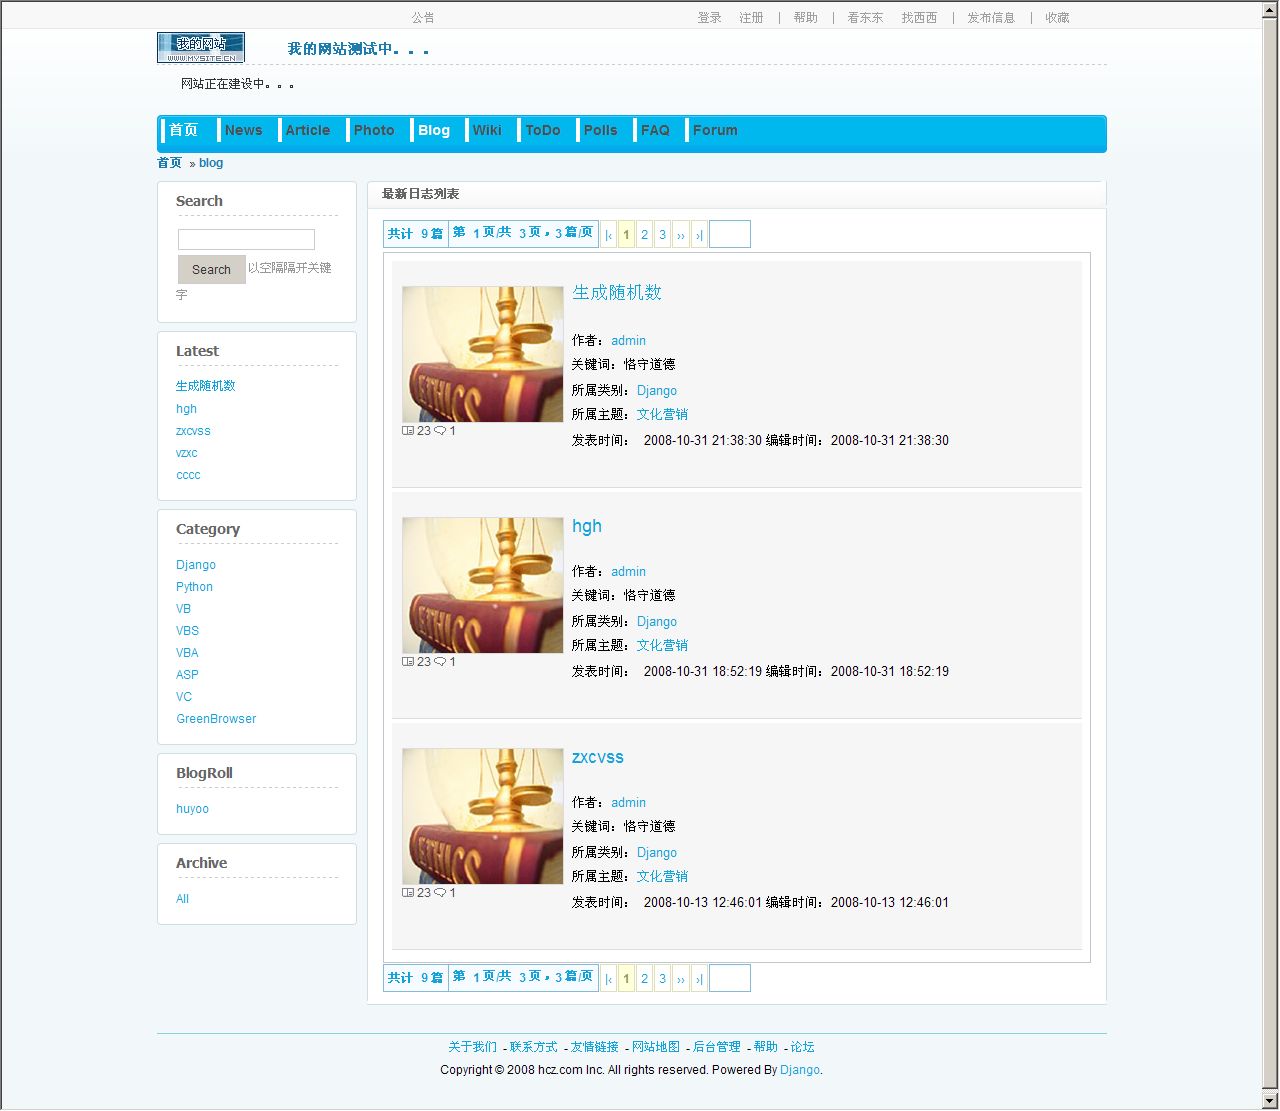 公告
登录 注册 | 帮助 | 看东东 找西西 | 发布信息 | 收藏
我的网站
WWW.MYSITE.CN
我的网站测试中。。。
网站正在建设中。。。
首页 News Article Photo Blog Wiki ToDo Polls FAQ Forum
首页 » blog
Search
Search 以空隔隔开关键
字
Latest
生成随机数
hgh
zxcvss
vzxc
cccc
Category
Django
Python
VB
VBS
VBA
ASP
VC
GreenBrowser
BlogRoll
huyoo
Archive
All
最新日志列表
共计 9篇 第 1页/共 3页，3篇/页 |‹ 1 2 3 ›› ›|
ETHICS
23 1
生成随机数
作者：admin
关键词：恪守道德
所属类别：Django
所属主题：文化营销
发表时间： 2008-10-31 21:38:30 编辑时间：2008-10-31 21:38:30
ETHICS
23 1
hgh
作者：admin
关键词：恪守道德
所属类别：Django
所属主题：文化营销
发表时间： 2008-10-31 18:52:19 编辑时间：2008-10-31 18:52:19
ETHICS
23 1
zxcvss
作者：admin
关键词：恪守道德
所属类别：Django
所属主题：文化营销
发表时间： 2008-10-13 12:46:01 编辑时间：2008-10-13 12:46:01
共计 9篇 第 1页/共 3页，3篇/页 |‹ 1 2 3 ›› ›|
关于我们 -联系方式 -友情链接 -网站地图 -后台管理 -帮助 -论坛
Copyright © 2008 hcz.com Inc. All rights reserved. Powered By Django.